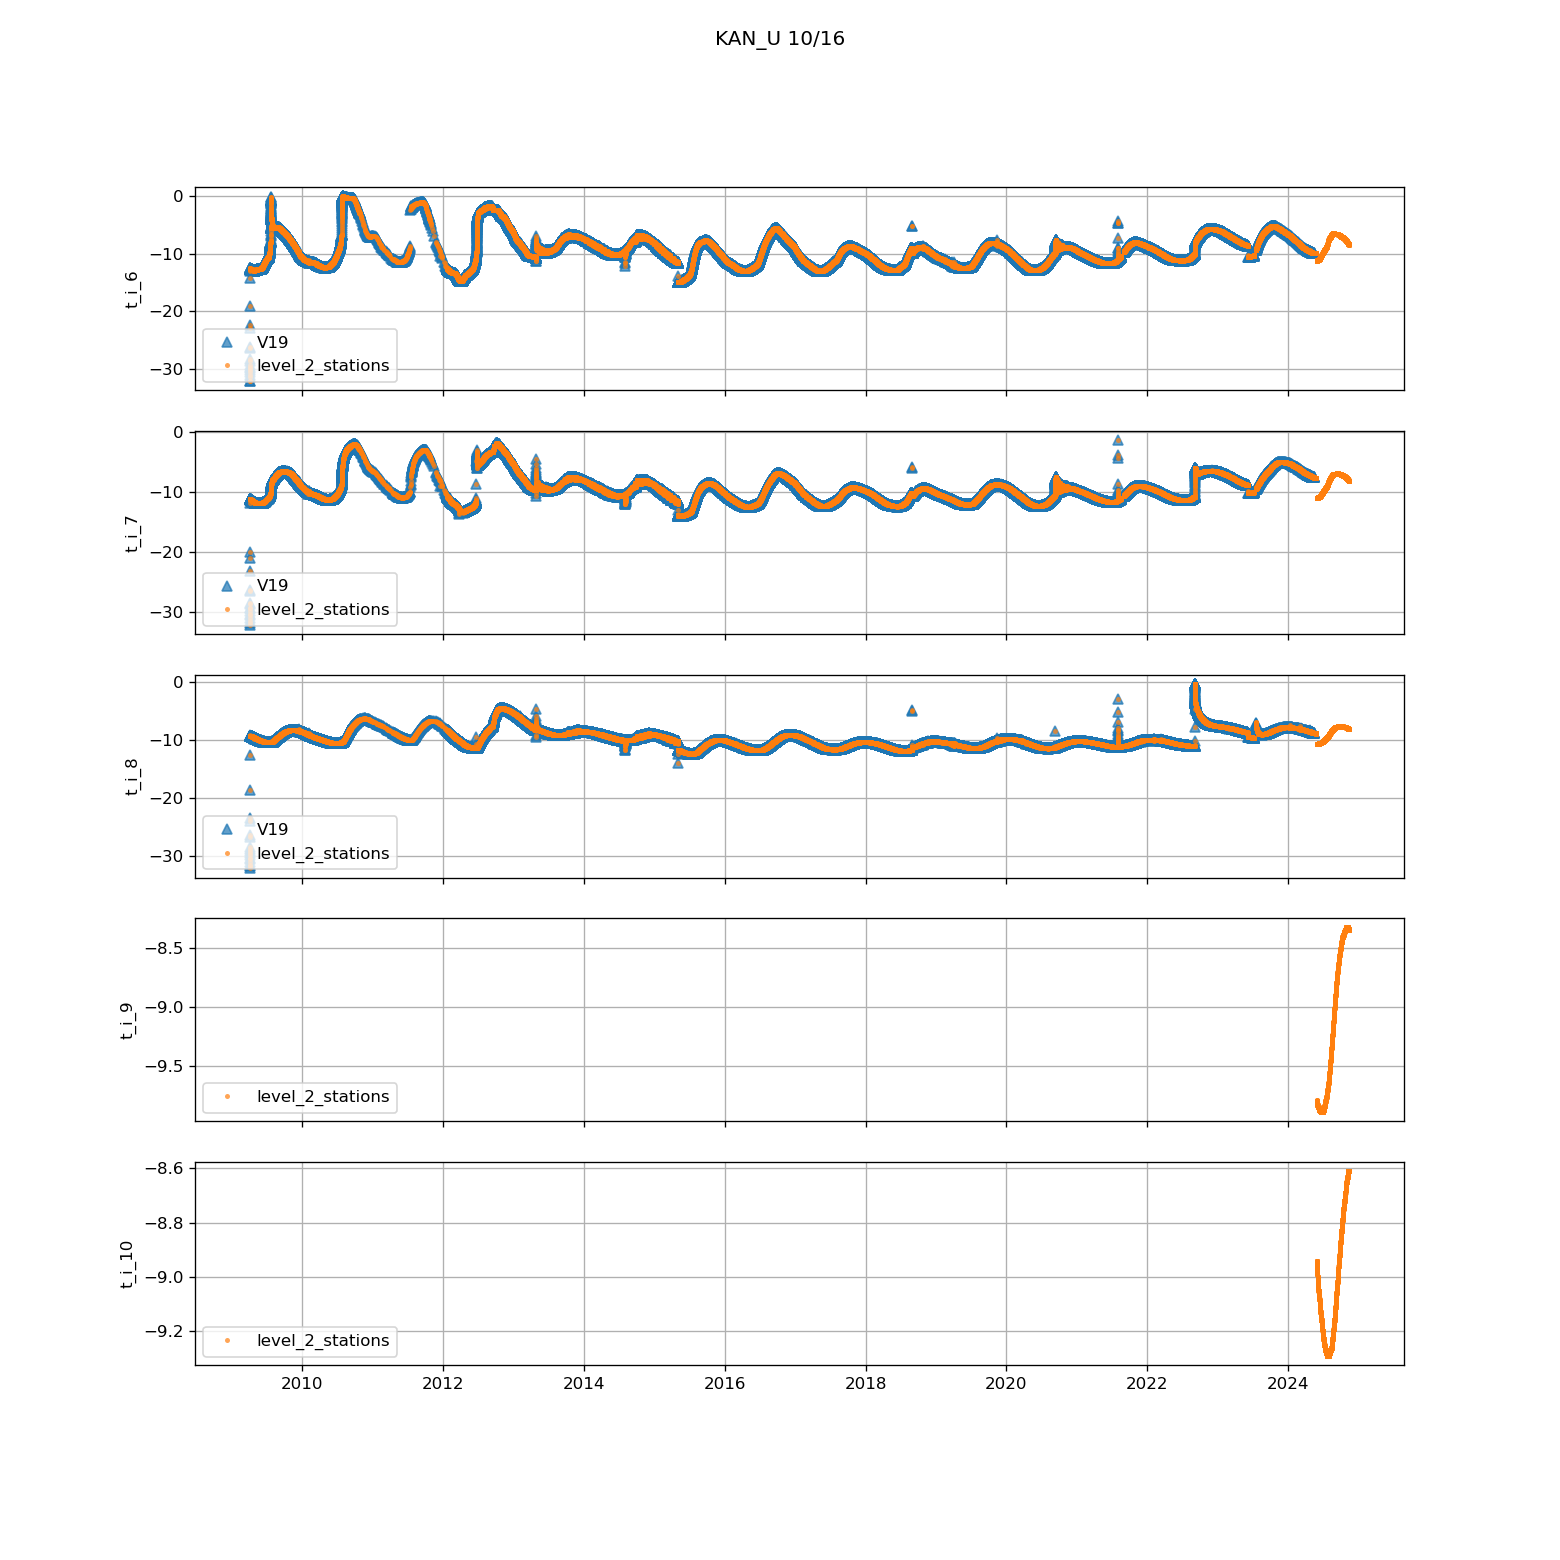 KAN_U 10/16
0
−10
−20
−30
t_i_6
V19
level_2_stations
0
−10
−20
−30
t_i_7
V19
level_2_stations
0
−10
−20
−30
t_i_8
V19
level_2_stations
−8.5
−9.0
−9.5
t_i_9
level_2_stations
−8.6
−8.8
−9.0
−9.2
t_i_10
level_2_stations
2010 2012 2014 2016 2018 2020 2022 2024